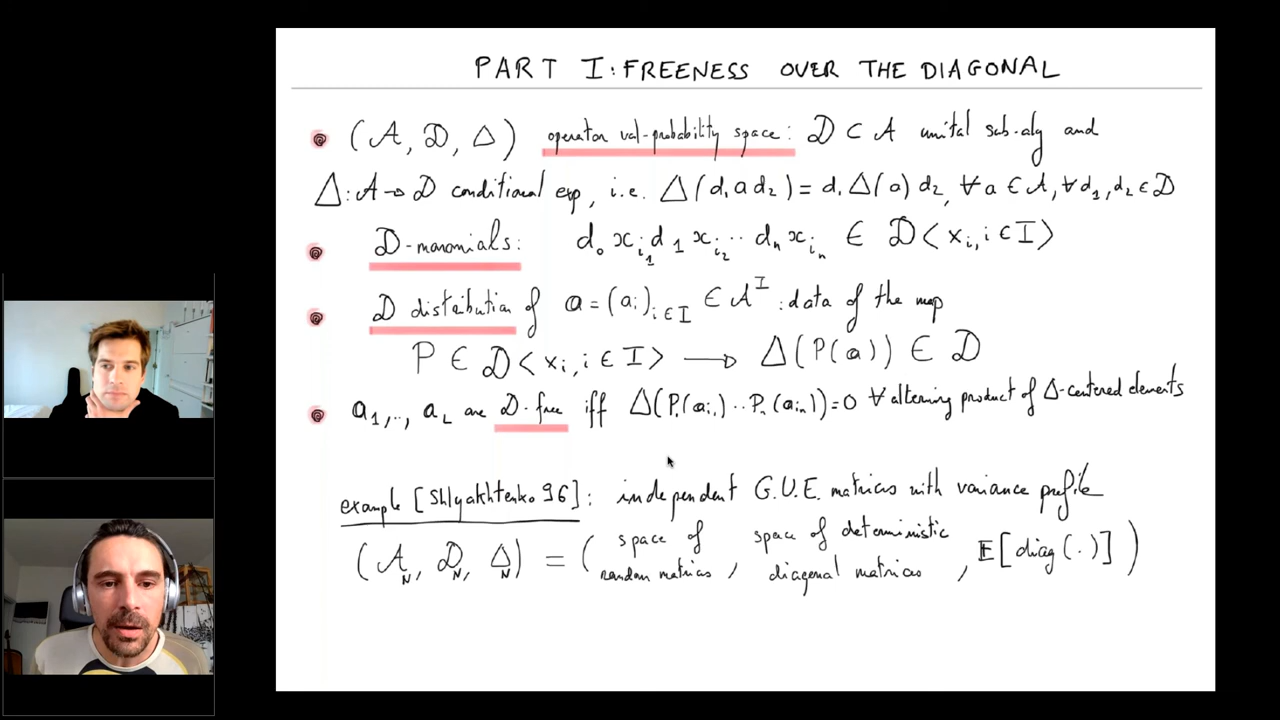 PART I: FREENESS OVER THE DIAGONAL
(A, D, Δ) operator val-probability space: D ⊂ A unital sub.alg and
Δ: A → D conditional exp, i.e. Δ(d₁ a d₂) = d₁ Δ(a) d₂, ∀ a ∈ A, ∀ d₁, d₂ ∈ D
D-monomials: d₀ x_{i₁} d₁ x_{i₂} ·· dₙ x_{iₙ} ∈ D< x_i, i ∈ I >
D distribution of a = (a_i)_{i ∈ I} ∈ A^I : data of the map
P ∈ D< x_i, i ∈ I > → Δ(P(a)) ∈ D
a₁, .., a_L are D-free iff Δ(P₁(a_{i₁}) ·· Pₙ(a_{iₙ})) = 0 ∀ alterning product of Δ-centered elements
example [Shlyakhtenko 96]: independent G.U.E. matrices with variance profile
(A_N, D_N, Δ_N) = ( space of random matrices, space of deterministic diagonal matrices, E[diag(.)] )